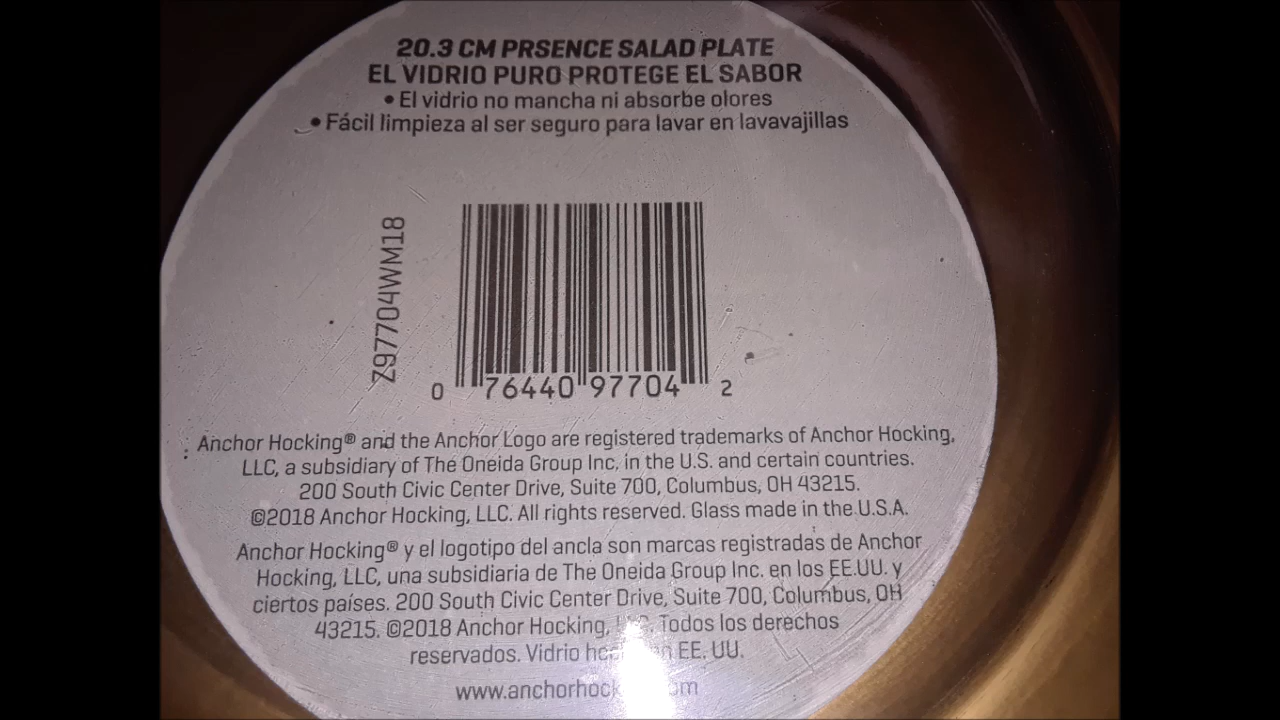 20.3 CM PRSENCE SALAD PLATE
EL VIDRIO PURO PROTEGE EL SABOR
• El vidrio no mancha ni absorbe olores
• Fácil limpieza al ser seguro para lavar en lavavajillas
Z97704WM18
0 76440 97704 2
Anchor Hocking® and the Anchor Logo are registered trademarks of Anchor Hocking,
LLC, a subsidiary of The Oneida Group Inc. in the U.S. and certain countries.
200 South Civic Center Drive, Suite 700, Columbus, OH 43215.
©2018 Anchor Hocking, LLC. All rights reserved. Glass made in the U.S.A.
Anchor Hocking® y el logotipo del ancla son marcas registradas de Anchor
Hocking, LLC, una subsidiaria de The Oneida Group Inc. en los EE.UU. y
ciertos países. 200 South Civic Center Drive, Suite 700, Columbus, OH
43215. ©2018 Anchor Hocking, Todos los derechos
reservados. Vidrio EE. UU.